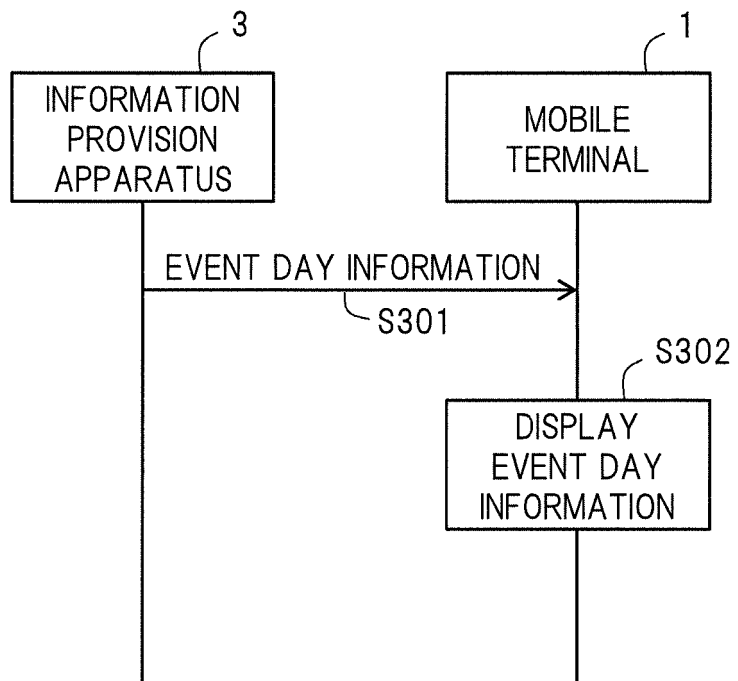 3
INFORMATION
PROVISION
APPARATUS
1
MOBILE
TERMINAL
EVENT DAY INFORMATION
S301
S302
DISPLAY
EVENT DAY
INFORMATION